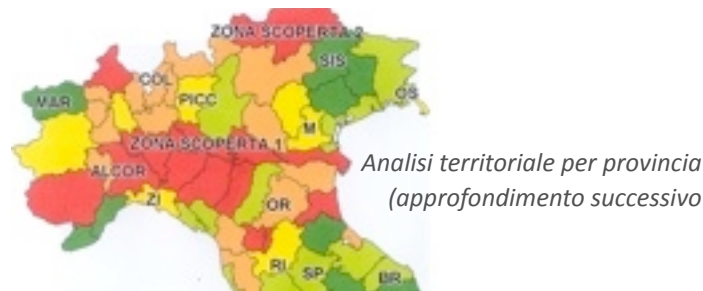 ZONA SCOPERTA 2
SIS
COL
MAR
PICC
OS
M
ZONA SCOPERTA 1
ALCOR
ZI
OR
RI
SP
BR
Analisi territoriale per provincia
(approfondimento successivo